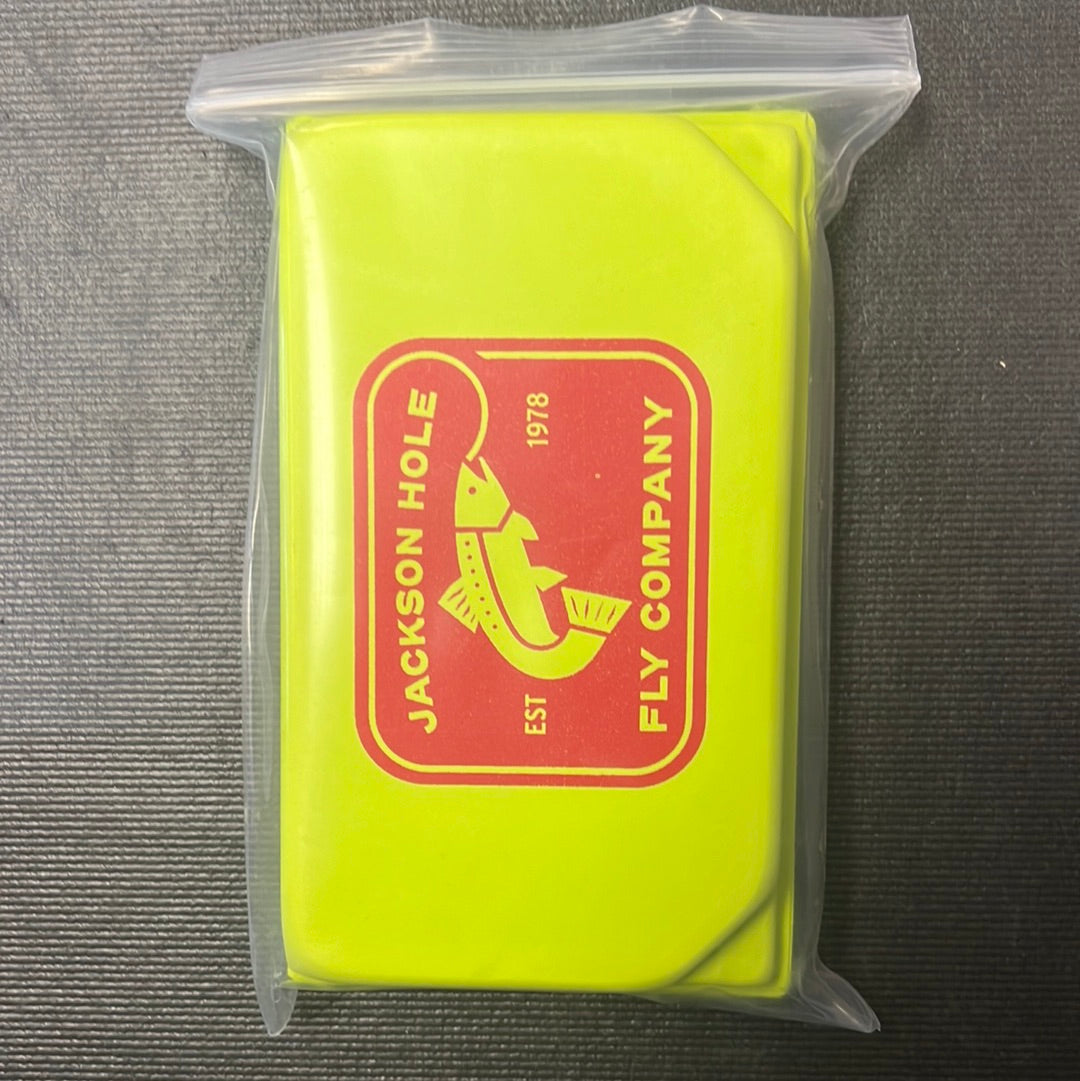 JACKSON HOLE
EST 1978
FLY COMPANY